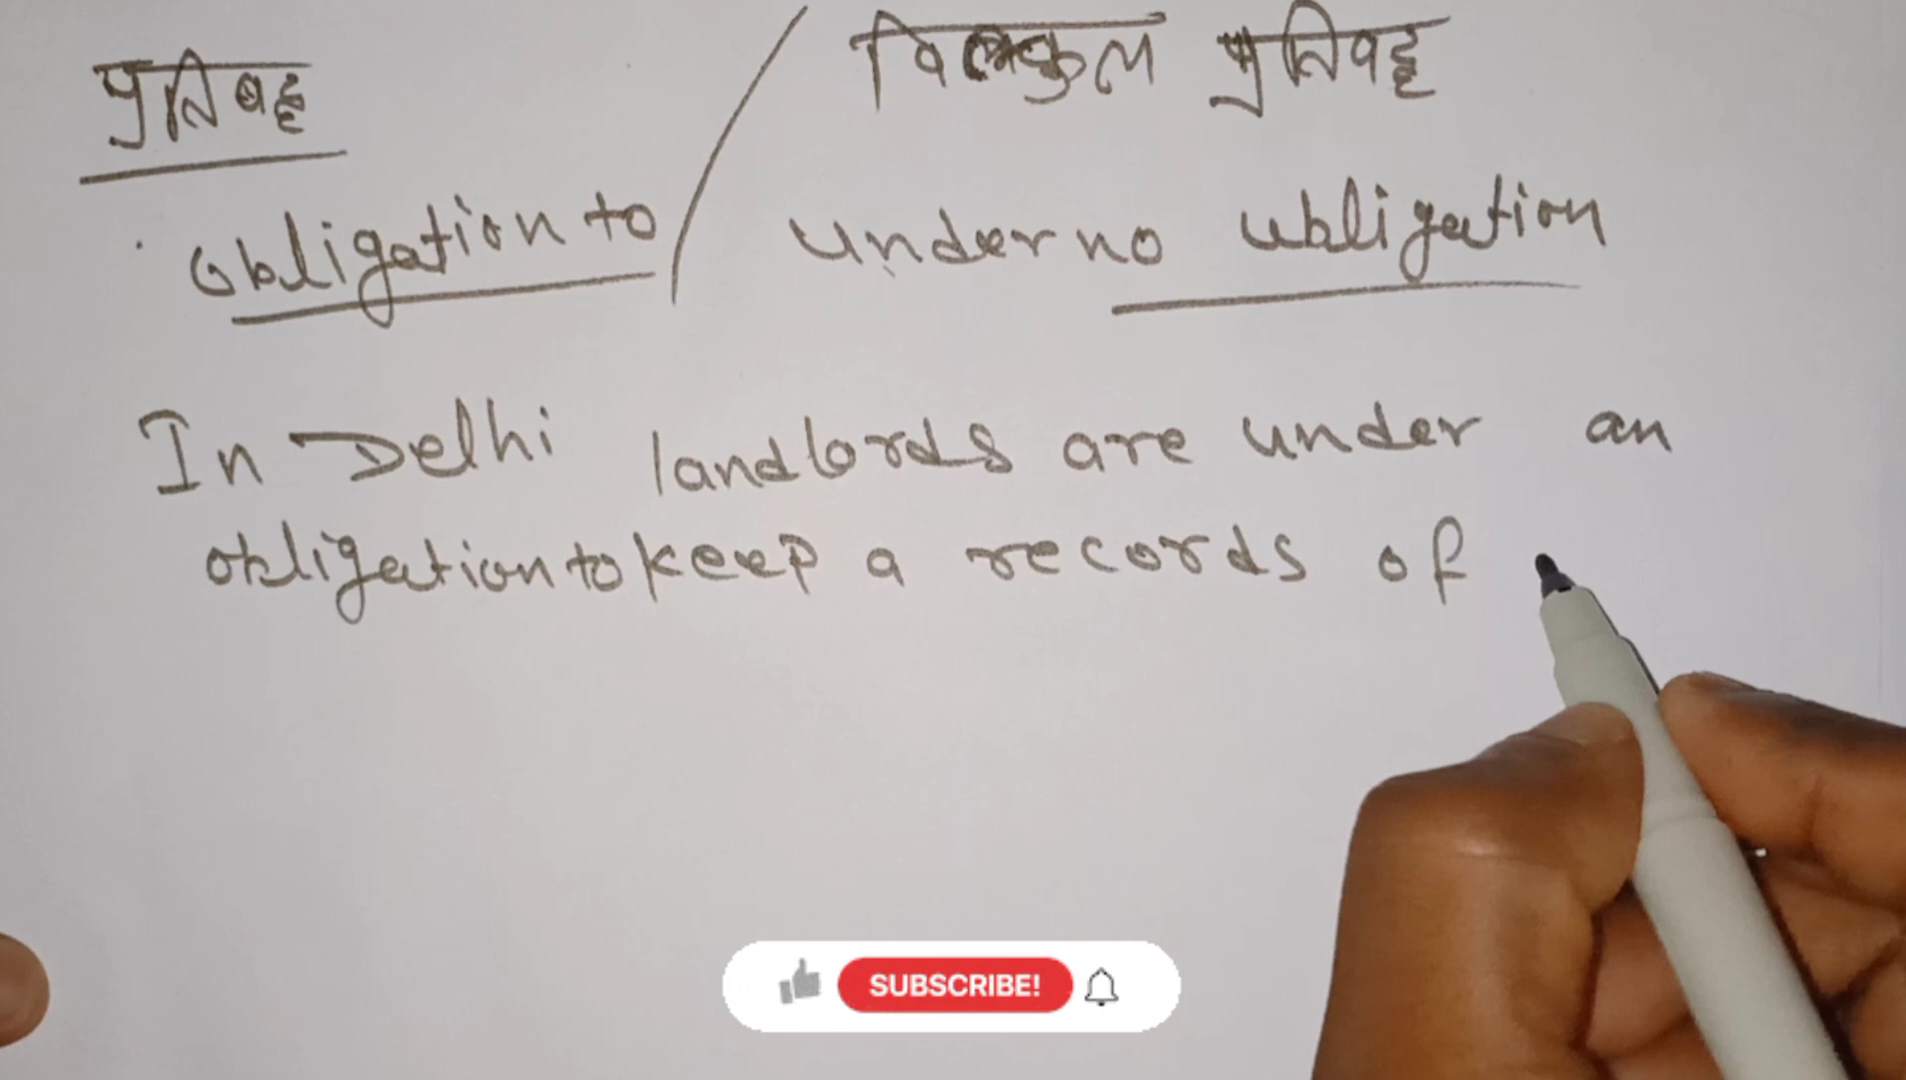 प्रतिबद्ध / बिलकुल प्रतिबद्ध
obligation to / under no obligation
In Delhi landlords are under an
obligation to keep a records of
SUBSCRIBE!